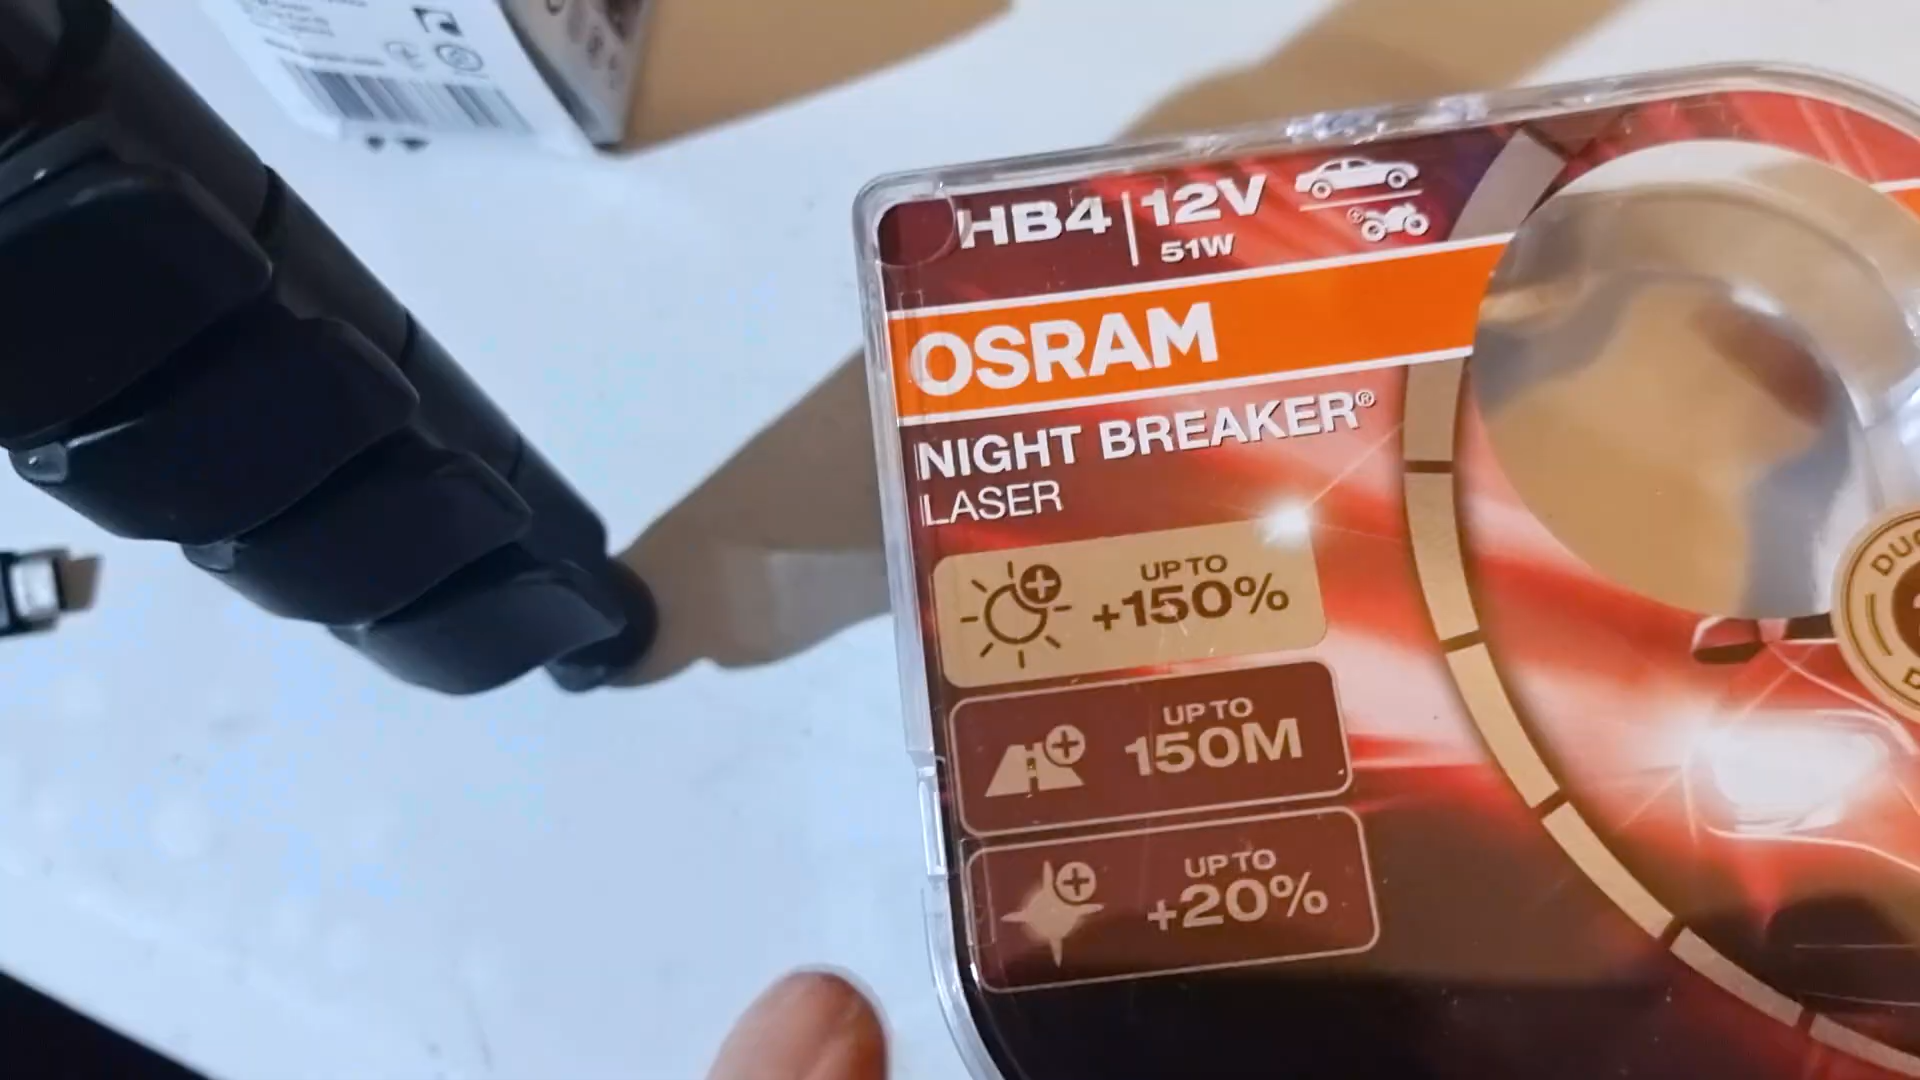 HB4 12V
51W
OSRAM
NIGHT BREAKER®
LASER
UP TO
+150%
UP TO
150M
UP TO
+20%